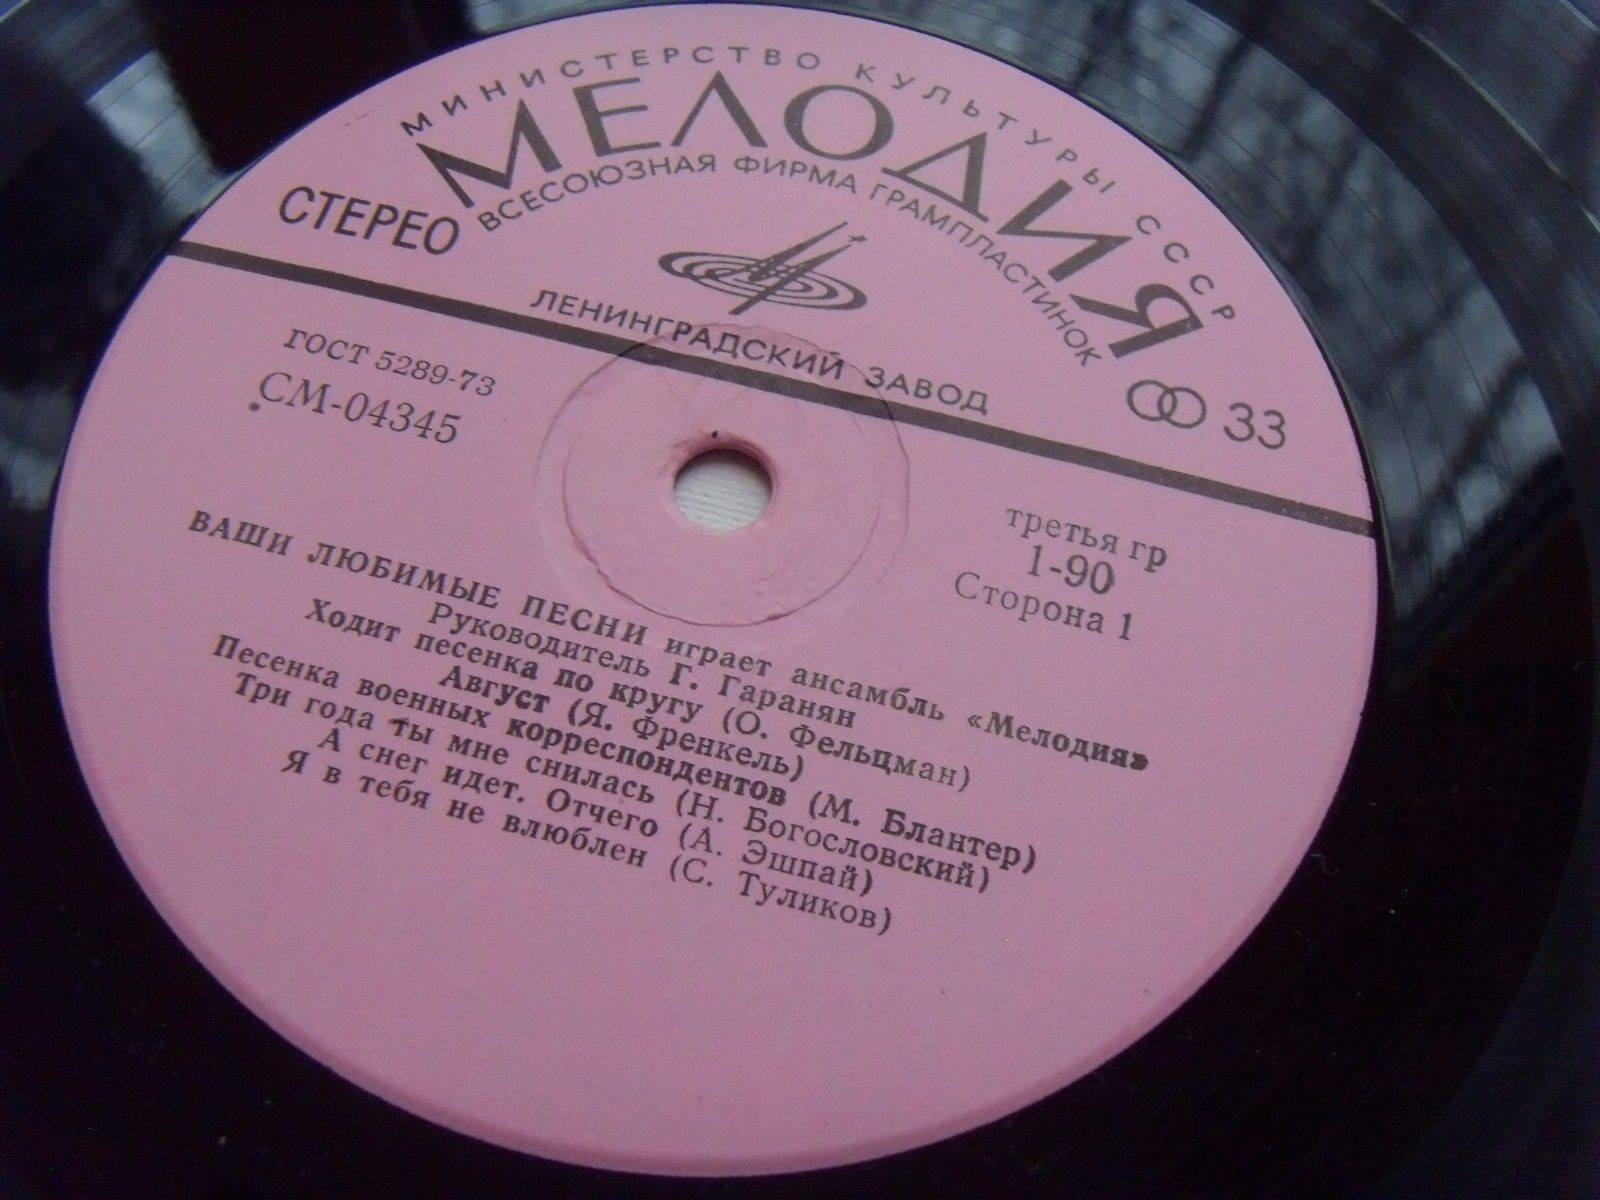 МИНИСТЕРСТВО КУЛЬТУРЫ СССР
МЕЛОДИЯ
ВСЕСОЮЗНАЯ ФИРМА ГРАМПЛАСТИНОК
СТЕРЕО
ЛЕНИНГРАДСКИЙ ЗАВОД
33
ГОСТ 5289-73
СМ-04345
третья гр
1-90
Сторона 1
ВАШИ ЛЮБИМЫЕ ПЕСНИ играет ансамбль «Мелодия»
Руководитель Г. Гаранян
Ходит песенка по кругу (О. Фельцман)
Август (Я. Френкель)
Песенка военных корреспондентов (М. Блантер)
Три года ты мне снилась (Н. Богословский)
А снег идет. Отчего (А. Эшпай)
Я в тебя не влюблен (С. Туликов)